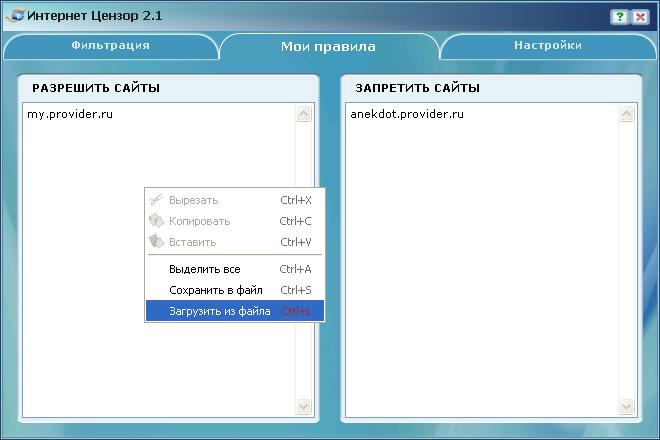 Интернет Цензор 2.1
Фильтрация
Мои правила
Настройки
РАЗРЕШИТЬ САЙТЫ
ЗАПРЕТИТЬ САЙТЫ
my.provider.ru
anekdot.provider.ru
Вырезать Ctrl+X
Копировать Ctrl+C
Вставить Ctrl+V
Выделить все Ctrl+A
Сохранить в файл Ctrl+S
Загрузить из файла Ctrl+L